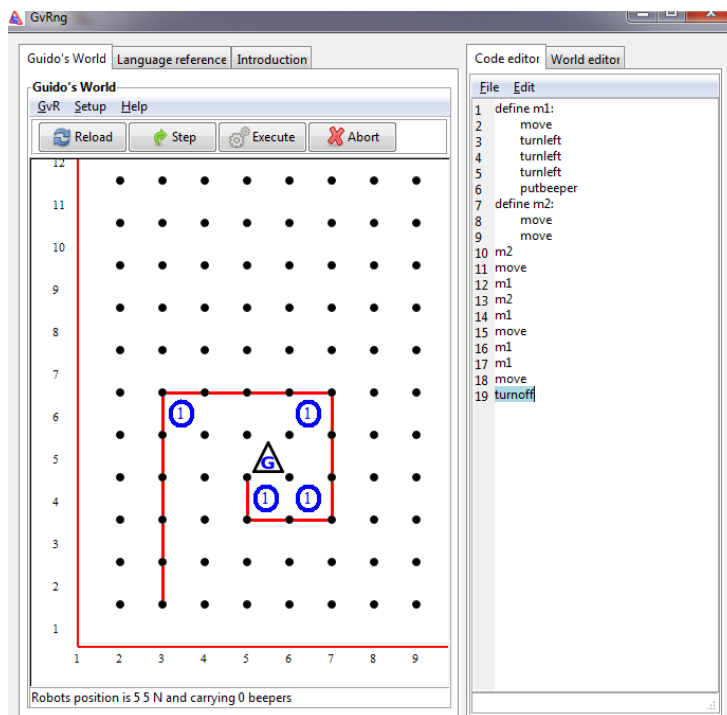 GvRng
Guido's World Language reference Introduction
Guido's World
GvR Setup Help
Reload Step Execute Abort
12
11
10
9
8
7
6 1 1
5 G
4 1 1
3
2
1
1 2 3 4 5 6 7 8 9
Robots position is 5 5 N and carrying 0 beepers
Code editor World editor
File Edit
1 define m1:
2 move
3 turnleft
4 turnleft
5 turnleft
6 putbeeper
7 define m2:
8 move
9 move
10 m2
11 move
12 m1
13 m2
14 m1
15 move
16 m1
17 m1
18 move
19 turnoff